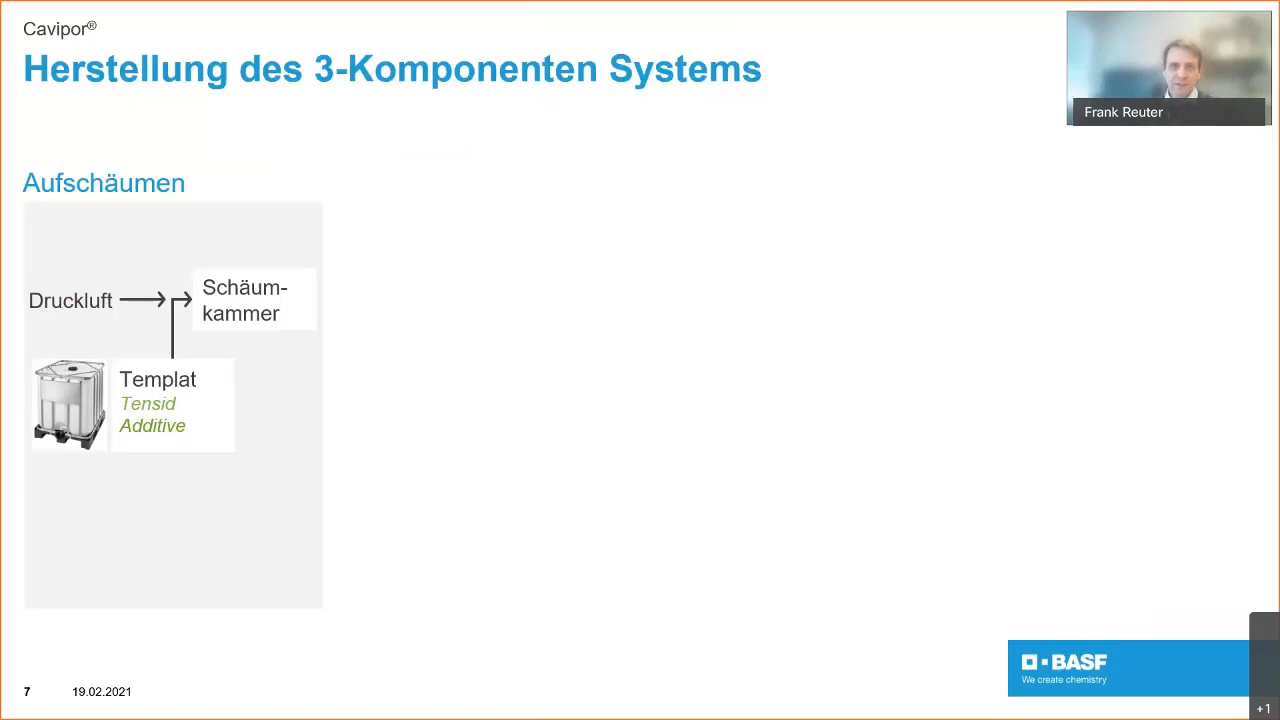 Cavipor®
Herstellung des 3-Komponenten Systems
Frank Reuter
Aufschäumen
Druckluft
Schäum-
kammer
Templat
Tensid
Additive
BASF
We create chemistry
7
19.02.2021
+1